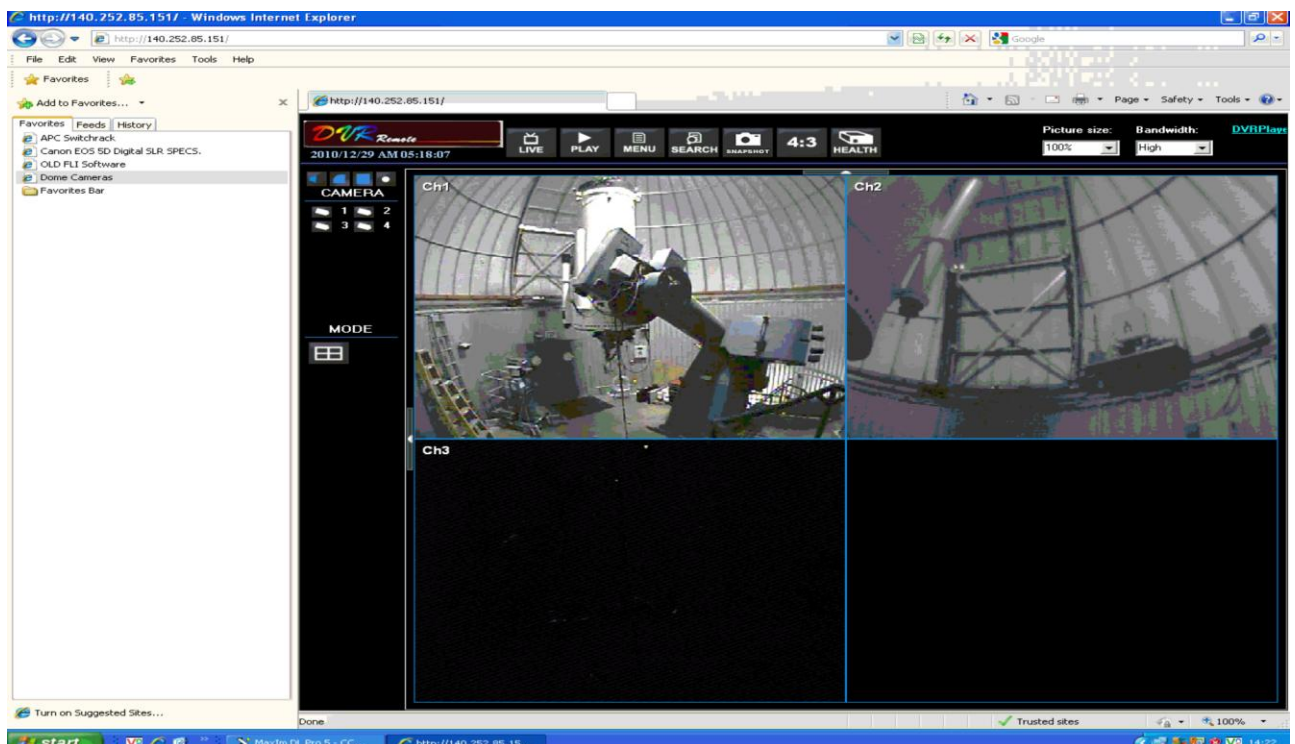 http://140.252.85.151/ - Windows Internet Explorer
http://140.252.85.151/
Google
File Edit View Favorites Tools Help
Favorites
Add to Favorites...
http://140.252.85.151/
Page Safety Tools
Favorites Feeds History
APC Switchrack
Canon EOS 5D Digital SLR SPECS.
OLD FLI Software
Dome Cameras
Favorites Bar
DVR Remote
2010/12/29 AM 05:18:07
LIVE PLAY MENU SEARCH SNAPSHOT 4:3 HEALTH
Picture size: Bandwidth: DVRPlaye
100% High
CAMERA
1 2
3 4
MODE
Ch1 Ch2
Ch3
Turn on Suggested Sites...
Done Trusted sites 100%
start MaxIm DL Pro 5 - CC... http://140.252.85.15... 14:22